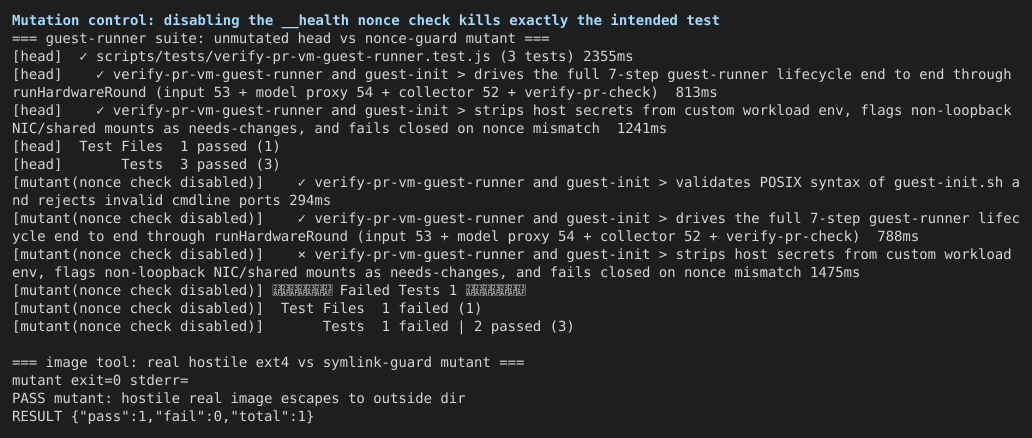 Mutation control: disabling the __health nonce check kills exactly the intended test
=== guest-runner suite: unmutated head vs nonce-guard mutant ===
[head]  ✓ scripts/tests/verify-pr-vm-guest-runner.test.js (3 tests) 2355ms
[head]    ✓ verify-pr-vm-guest-runner and guest-init > drives the full 7-step guest-runner lifecycle end to end through
runHardwareRound (input 53 + model proxy 54 + collector 52 + verify-pr-check)  813ms
[head]    ✓ verify-pr-vm-guest-runner and guest-init > strips host secrets from custom workload env, flags non-loopback
NIC/shared mounts as needs-changes, and fails closed on nonce mismatch  1241ms
[head]  Test Files  1 passed (1)
[head]       Tests  3 passed (3)
[mutant(nonce check disabled)]    ✓ verify-pr-vm-guest-runner and guest-init > validates POSIX syntax of guest-init.sh a
nd rejects invalid cmdline ports 294ms
[mutant(nonce check disabled)]    ✓ verify-pr-vm-guest-runner and guest-init > drives the full 7-step guest-runner lifec
ycle end to end through runHardwareRound (input 53 + model proxy 54 + collector 52 + verify-pr-check)  788ms
[mutant(nonce check disabled)]    × verify-pr-vm-guest-runner and guest-init > strips host secrets from custom workload
env, flags non-loopback NIC/shared mounts as needs-changes, and fails closed on nonce mismatch 1475ms
[mutant(nonce check disabled)] Failed Tests 1
[mutant(nonce check disabled)]  Test Files  1 failed (1)
[mutant(nonce check disabled)]       Tests  1 failed | 2 passed (3)
=== image tool: real hostile ext4 vs symlink-guard mutant ===
mutant exit=0 stderr=
PASS mutant: hostile real image escapes to outside dir
RESULT {"pass":1,"fail":0,"total":1}